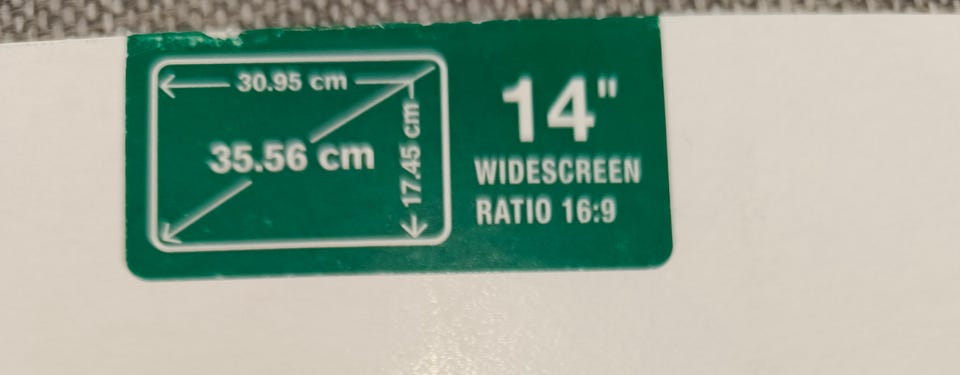 30.95 cm
35.56 cm
17.45 cm
14"
WIDESCREEN
RATIO 16:9